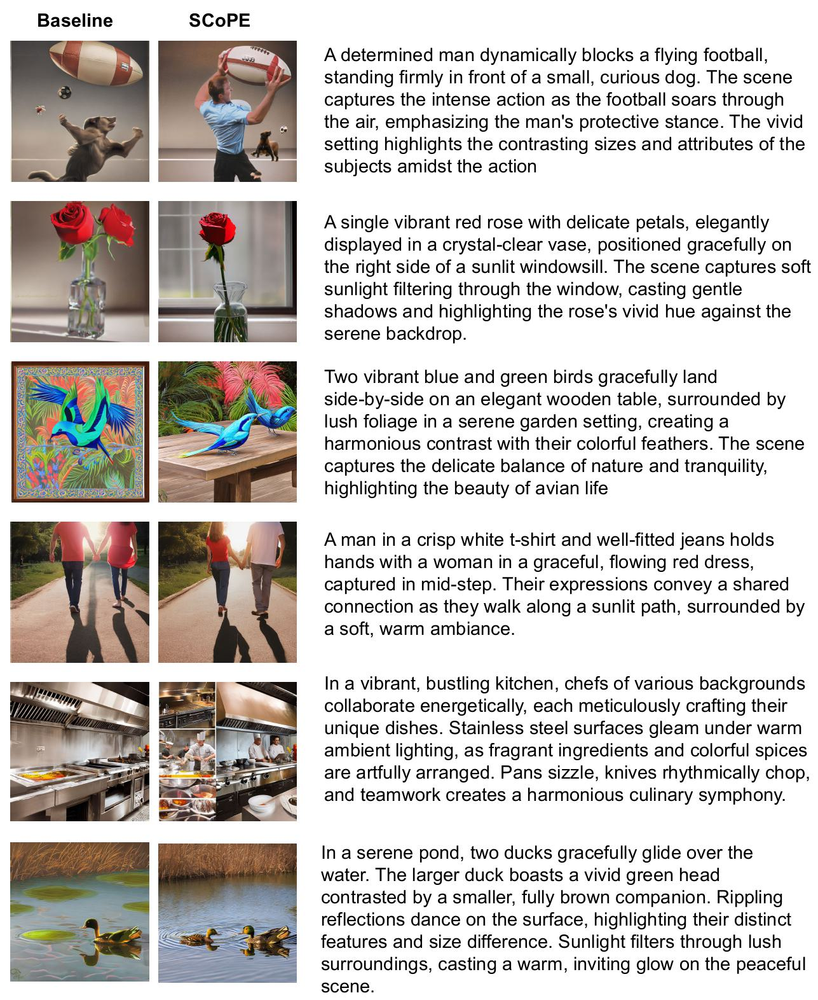 Baseline
SCoPE
A determined man dynamically blocks a flying football,
standing firmly in front of a small, curious dog. The scene
captures the intense action as the football soars through
the air, emphasizing the man's protective stance. The vivid
setting highlights the contrasting sizes and attributes of the
subjects amidst the action
A single vibrant red rose with delicate petals, elegantly
displayed in a crystal-clear vase, positioned gracefully on
the right side of a sunlit windowsill. The scene captures soft
sunlight filtering through the window, casting gentle
shadows and highlighting the rose's vivid hue against the
serene backdrop.
Two vibrant blue and green birds gracefully land
side-by-side on an elegant wooden table, surrounded by
lush foliage in a serene garden setting, creating a
harmonious contrast with their colorful feathers. The scene
captures the delicate balance of nature and tranquility,
highlighting the beauty of avian life
A man in a crisp white t-shirt and well-fitted jeans holds
hands with a woman in a graceful, flowing red dress,
captured in mid-step. Their expressions convey a shared
connection as they walk along a sunlit path, surrounded by
a soft, warm ambiance.
In a vibrant, bustling kitchen, chefs of various backgrounds
collaborate energetically, each meticulously crafting their
unique dishes. Stainless steel surfaces gleam under warm
ambient lighting, as fragrant ingredients and colorful spices
are artfully arranged. Pans sizzle, knives rhythmically chop,
and teamwork creates a harmonious culinary symphony.
In a serene pond, two ducks gracefully glide over the
water. The larger duck boasts a vivid green head
contrasted by a smaller, fully brown companion. Rippling
reflections dance on the surface, highlighting their distinct
features and size difference. Sunlight filters through lush
surroundings, casting a warm, inviting glow on the peaceful
scene.